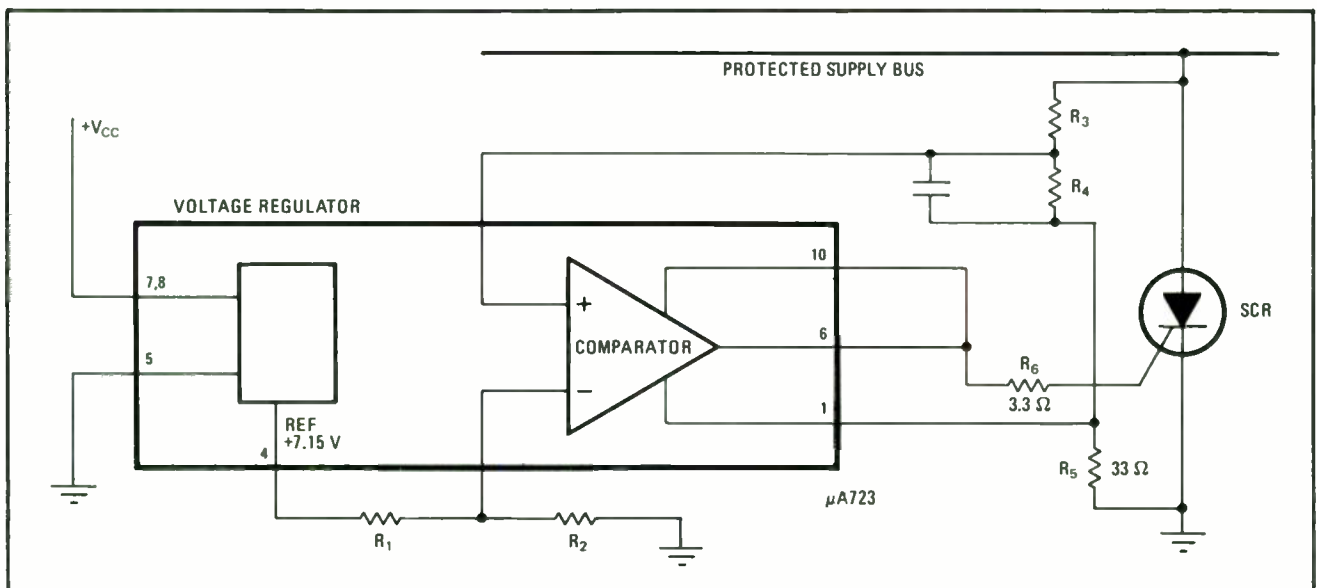 PROTECTED SUPPLY BUS
+V_CC
R₃
R₄
VOLTAGE REGULATOR
7,8
5
REF
+7.15 V
4
+
COMPARATOR
−
10
6
1
R₆
3.3 Ω
SCR
R₅ 33 Ω
μA723
R₁
R₂